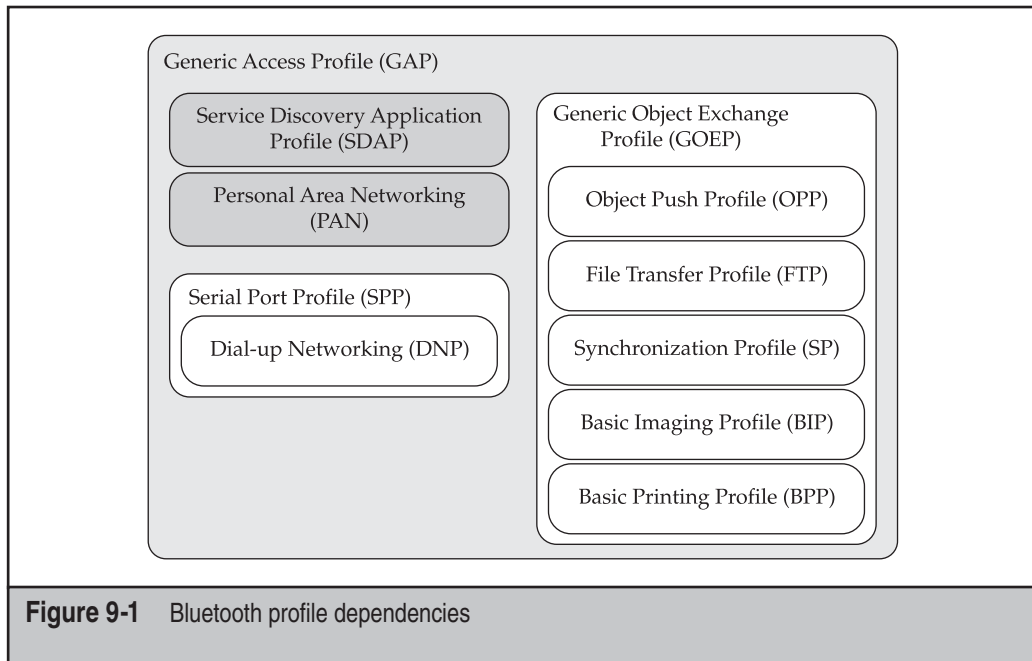 Generic Access Profile (GAP)
Service Discovery Application
Profile (SDAP)
Personal Area Networking
(PAN)
Serial Port Profile (SPP)
Dial-up Networking (DNP)
Generic Object Exchange
Profile (GOEP)
Object Push Profile (OPP)
File Transfer Profile (FTP)
Synchronization Profile (SP)
Basic Imaging Profile (BIP)
Basic Printing Profile (BPP)
Figure 9-1 Bluetooth profile dependencies